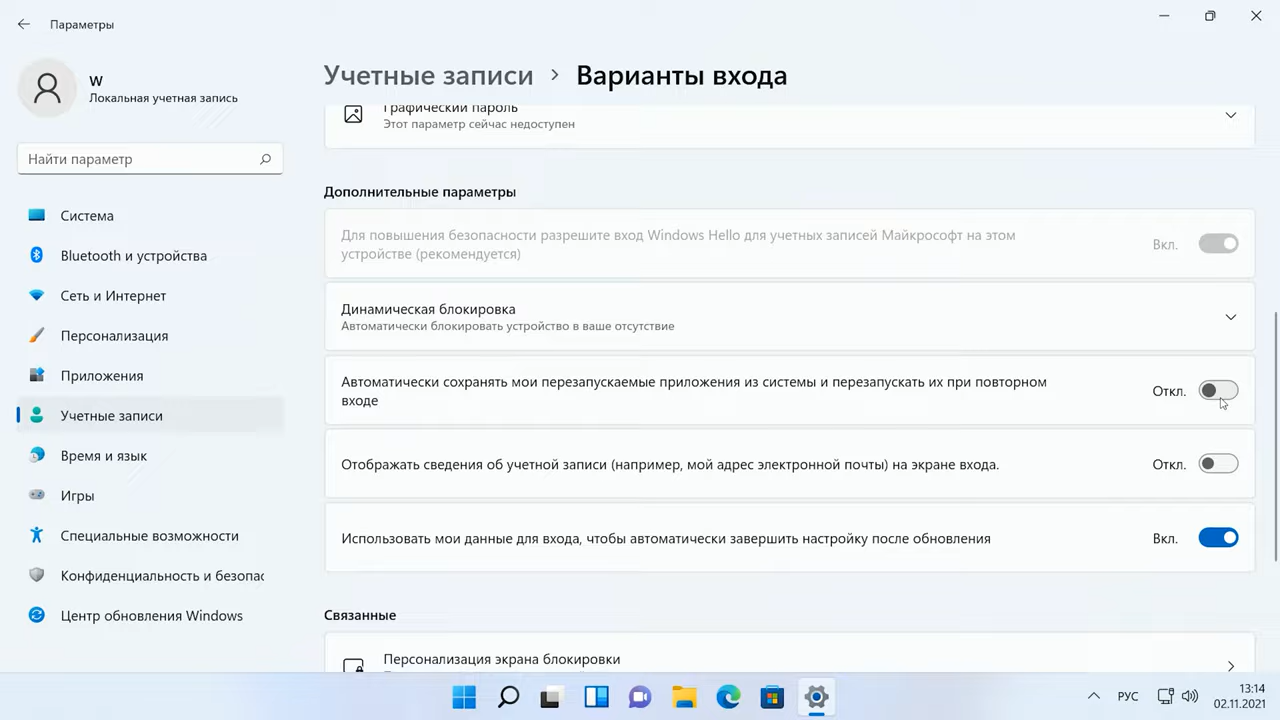 Параметры
W
Локальная учетная запись
Найти параметр
Система
Bluetooth и устройства
Сеть и Интернет
Персонализация
Приложения
Учетные записи
Время и язык
Игры
Специальные возможности
Конфиденциальность и безопас
Центр обновления Windows
Учетные записи > Варианты входа
Графический пароль
Этот параметр сейчас недоступен
Дополнительные параметры
Для повышения безопасности разрешите вход Windows Hello для учетных записей Майкрософт на этом
устройстве (рекомендуется)
Вкл.
Динамическая блокировка
Автоматически блокировать устройство в ваше отсутствие
Автоматически сохранять мои перезапускаемые приложения из системы и перезапускать их при повторном
входе
Откл.
Отображать сведения об учетной записи (например, мой адрес электронной почты) на экране входа.
Откл.
Использовать мои данные для входа, чтобы автоматически завершить настройку после обновления
Вкл.
Связанные
Персонализация экрана блокировки
РУС
13:14
02.11.2021